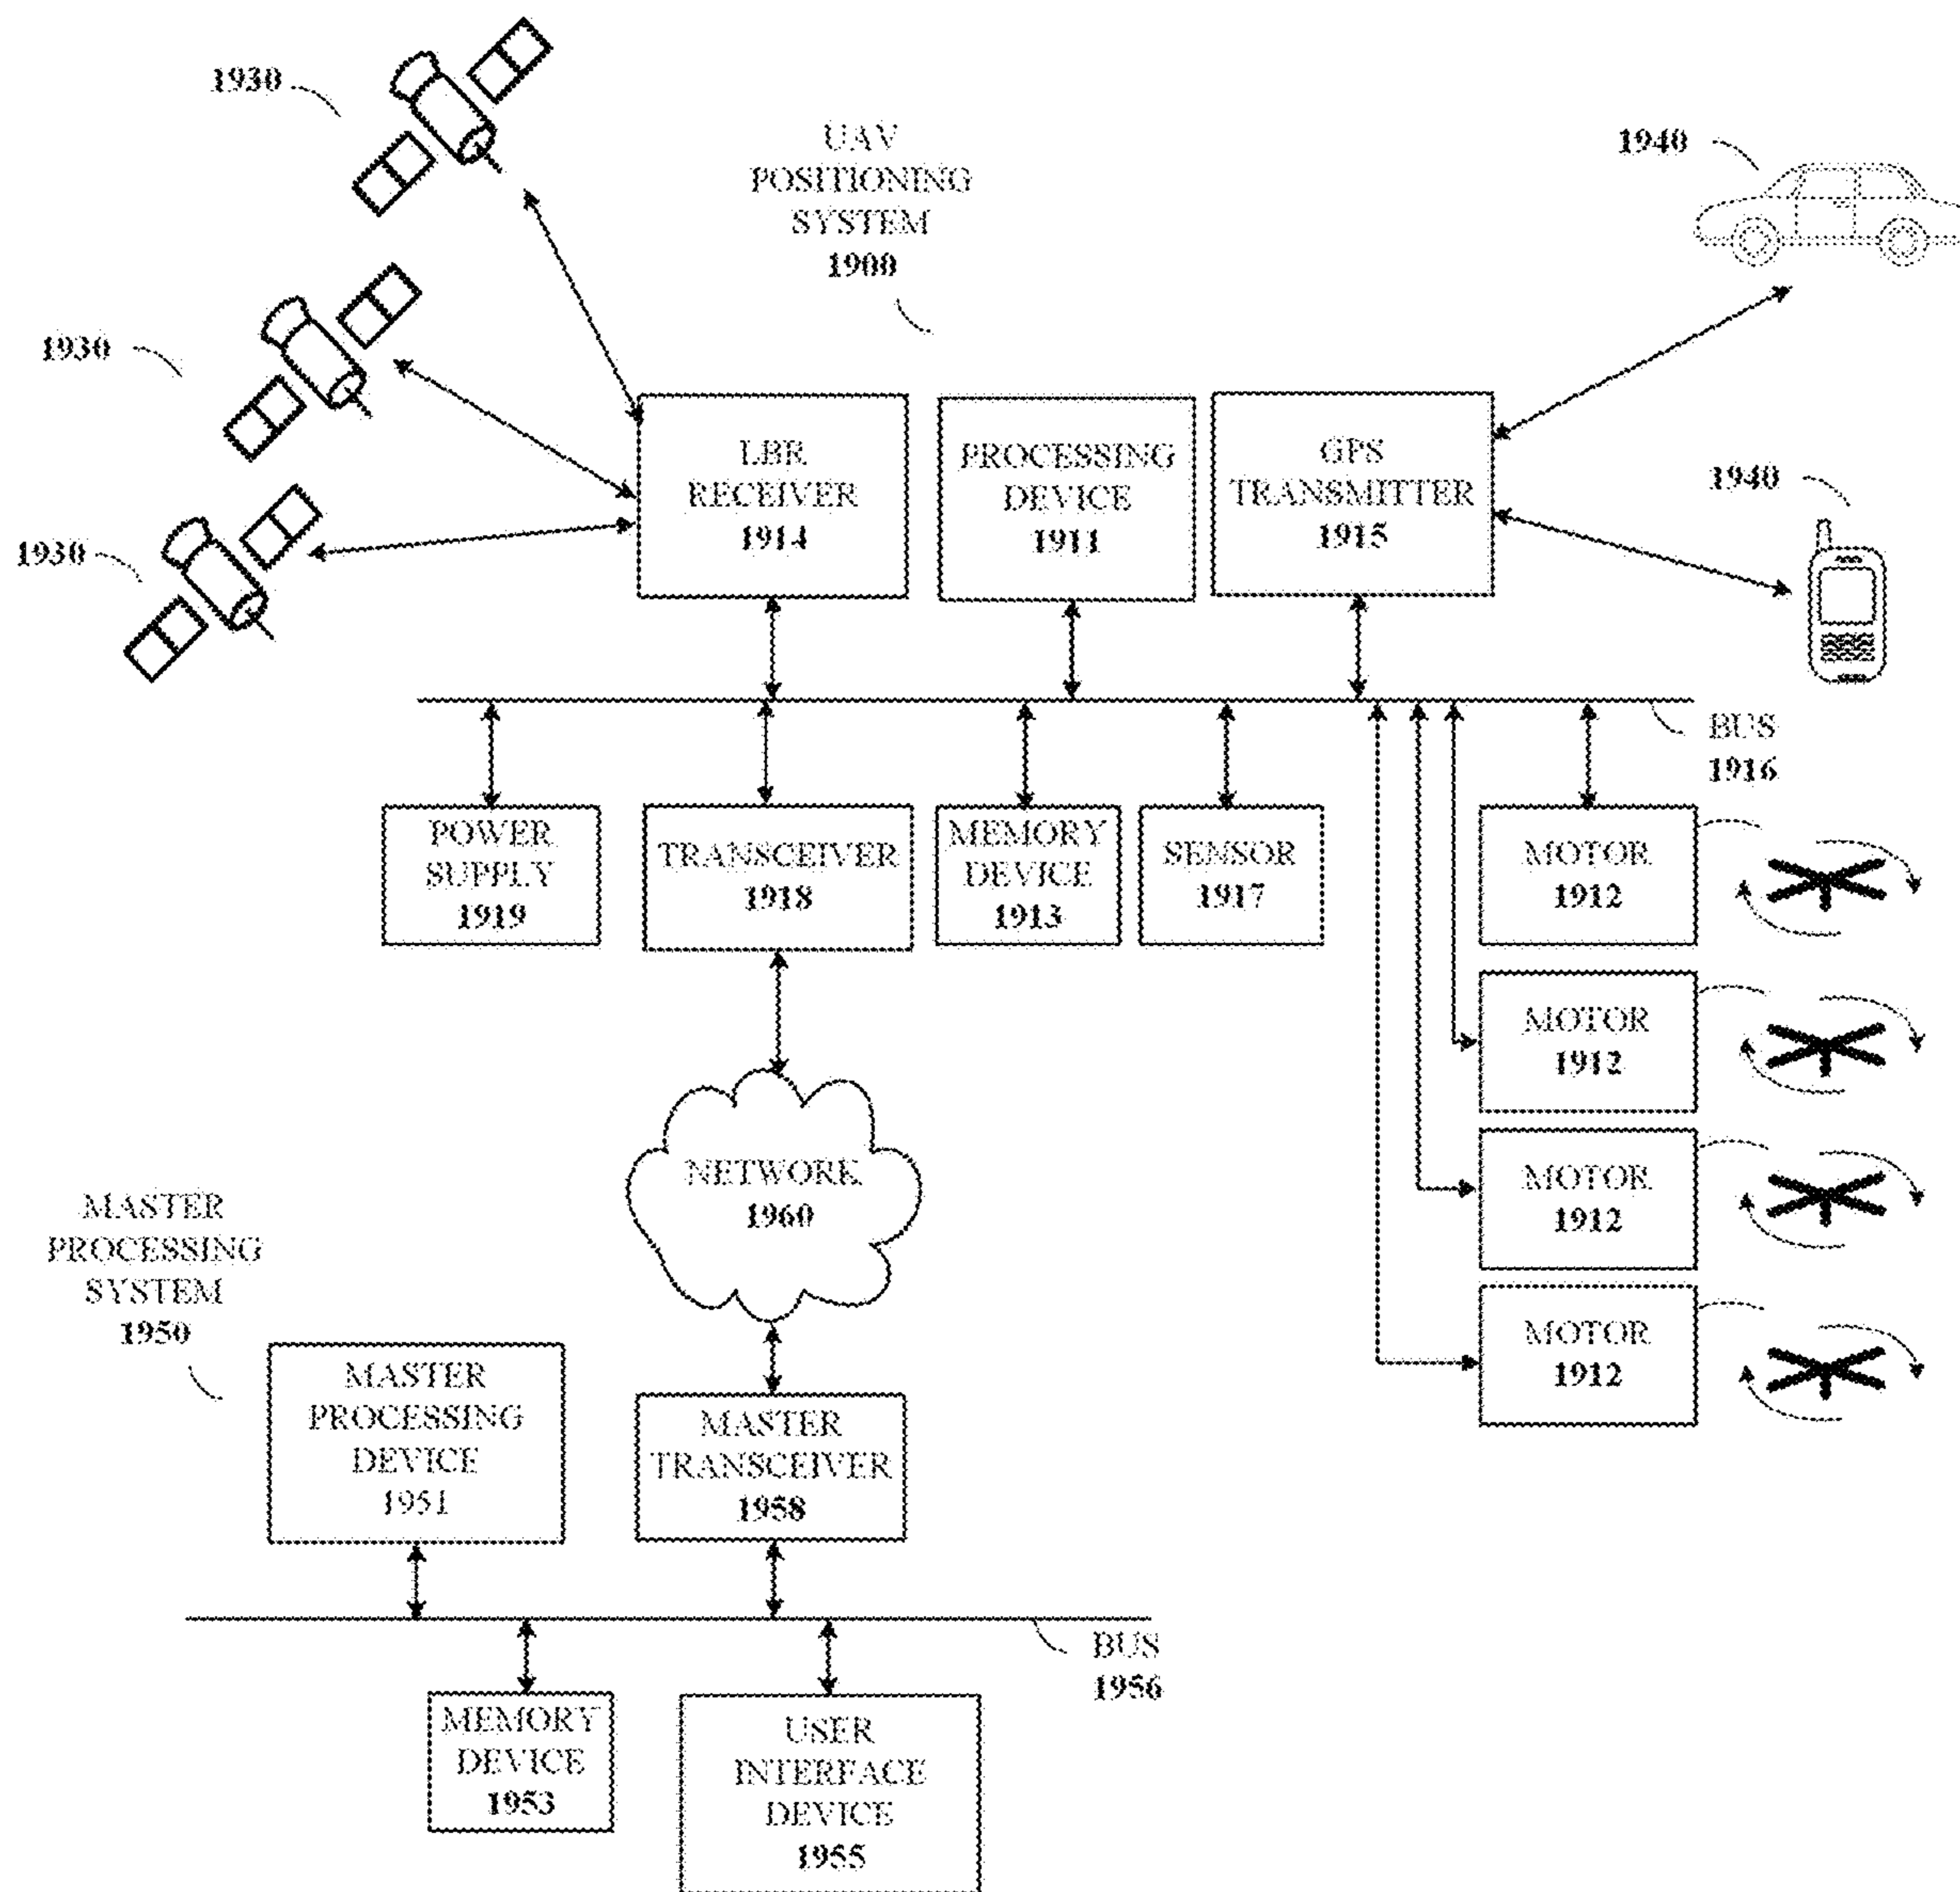 1930
UAV
POSITIONING
SYSTEM
1900
1940
1930
LBR
RECEIVER
1914
PROCESSING
DEVICE
1911
GPS
TRANSMITTER
1915
1940
1930
BUS
1916
POWER
SUPPLY
1919
TRANSCEIVER
1918
MEMORY
DEVICE
1913
SENSOR
1917
MOTOR
1912
MOTOR
1912
MOTOR
1912
MOTOR
1912
NETWORK
1960
MASTER
PROCESSING
SYSTEM
1950
MASTER
PROCESSING
DEVICE
1951
MASTER
TRANSCEIVER
1958
BUS
1956
MEMORY
DEVICE
1953
USER
INTERFACE
DEVICE
1955